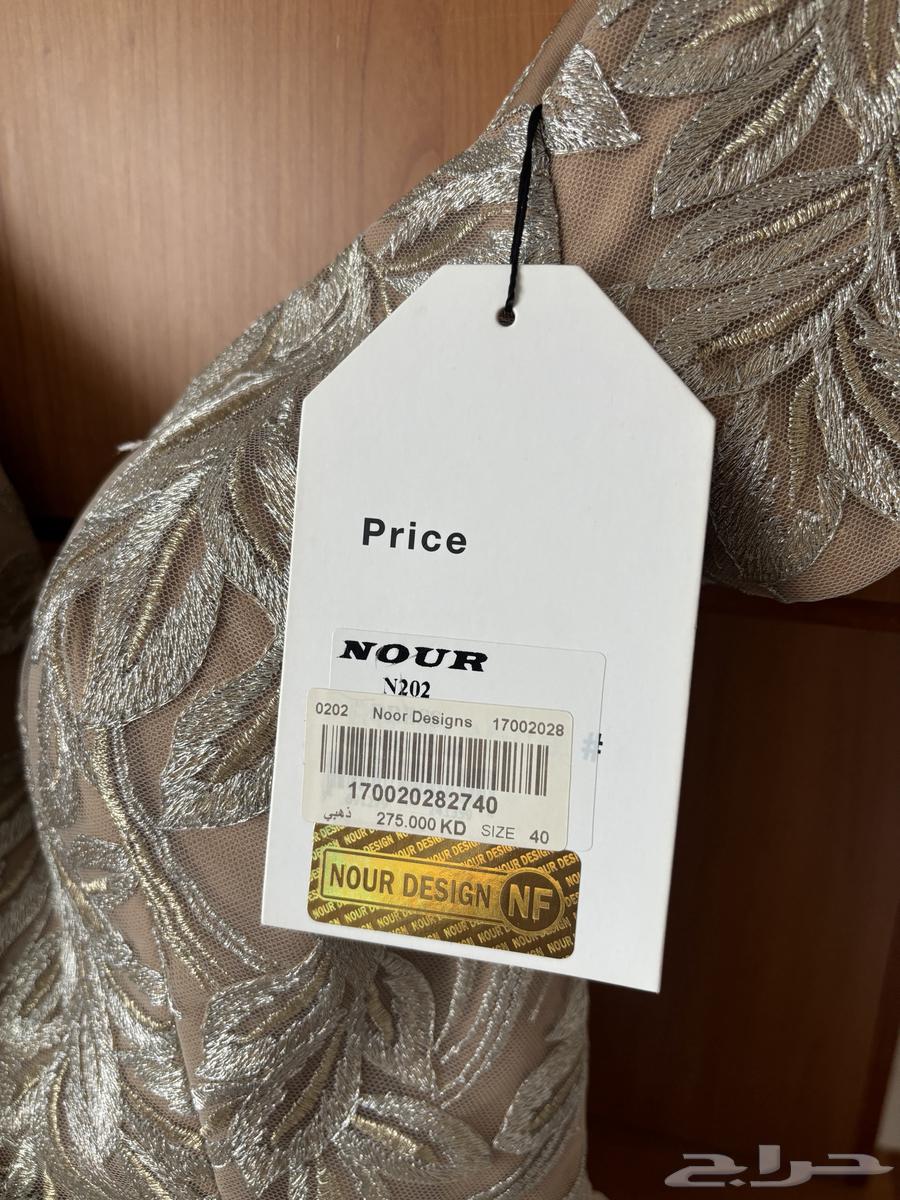 Price
NOUR
N202
0202 Noor Designs 17002028
170020282740
ذهبي 275.000 KD SIZE 40
NOUR DESIGN NF
#
حراج